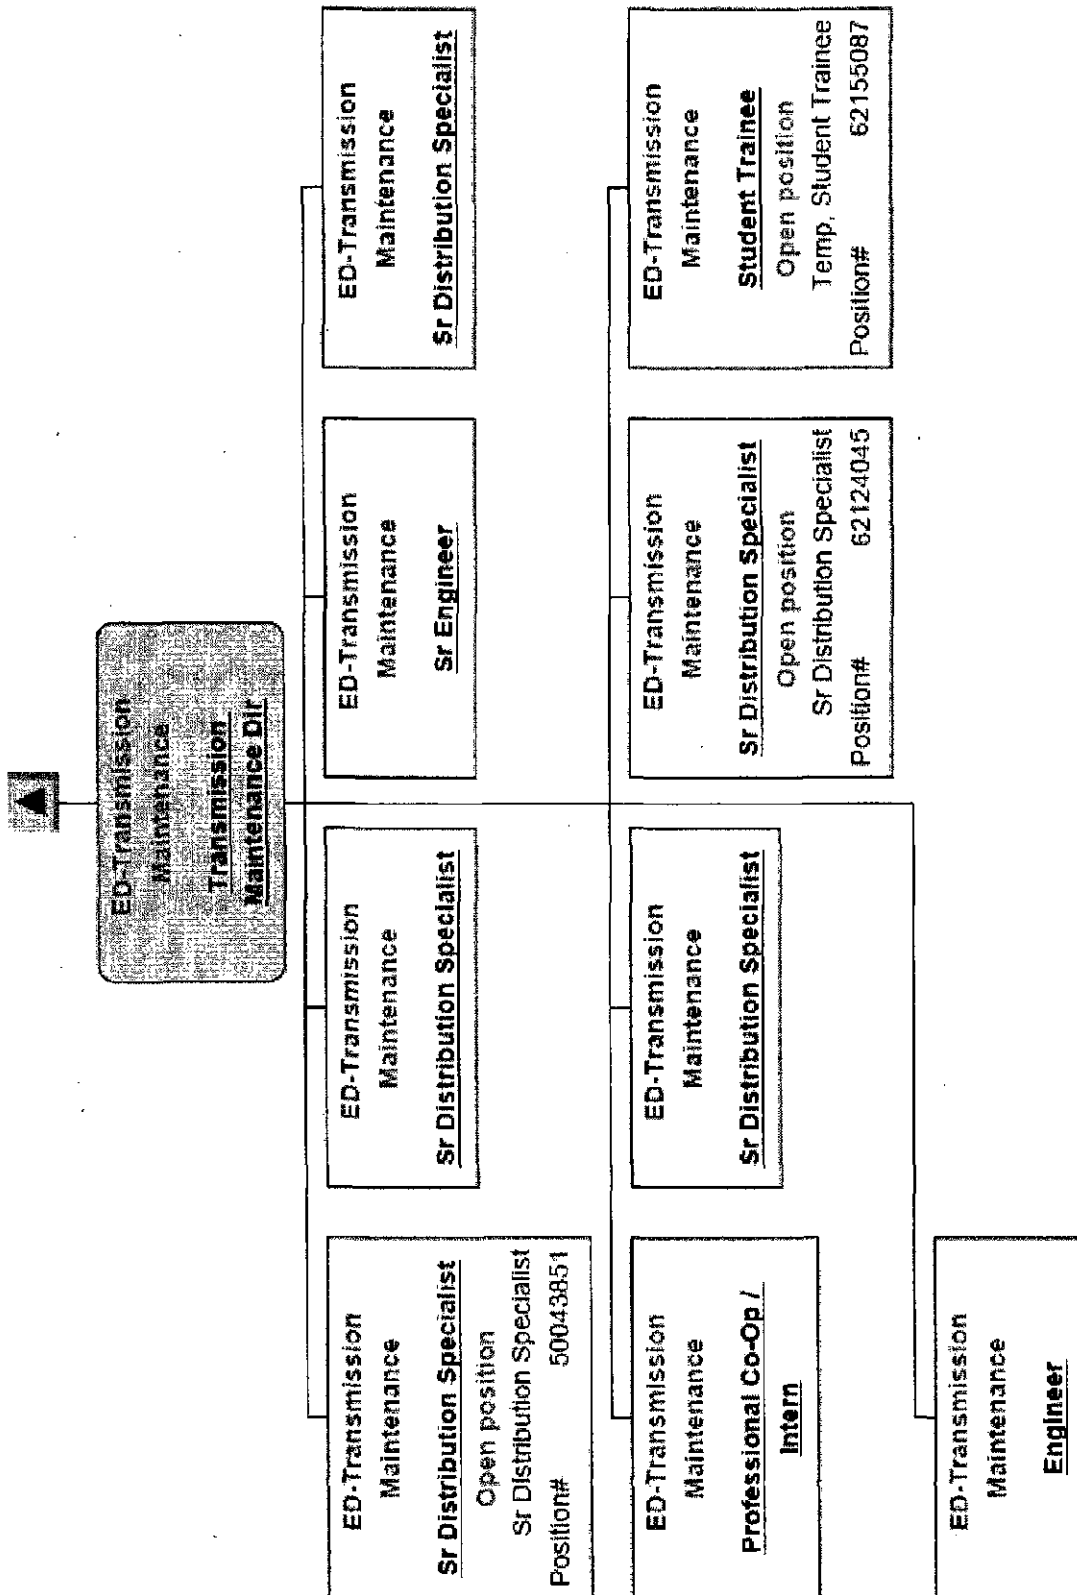 ED-Transmission
Maintenance
Transmission
Maintenance Dir
ED-Transmission
Maintenance
Sr Distribution Specialist
Open position
Sr Distribution Specialist
Position# 50043851
ED-Transmission
Maintenance
Sr Distribution Specialist
ED-Transmission
Maintenance
Sr Engineer
ED-Transmission
Maintenance
Sr Distribution Specialist
ED-Transmission
Maintenance
Professional Co-Op /
Intern
ED-Transmission
Maintenance
Sr Distribution Specialist
ED-Transmission
Maintenance
Sr Distribution Specialist
Open position
Sr Distribution Specialist
Position# 62124045
ED-Transmission
Maintenance
Student Trainee
Open position
Temp, Student Trainee
Position# 62155087
ED-Transmission
Maintenance
Engineer